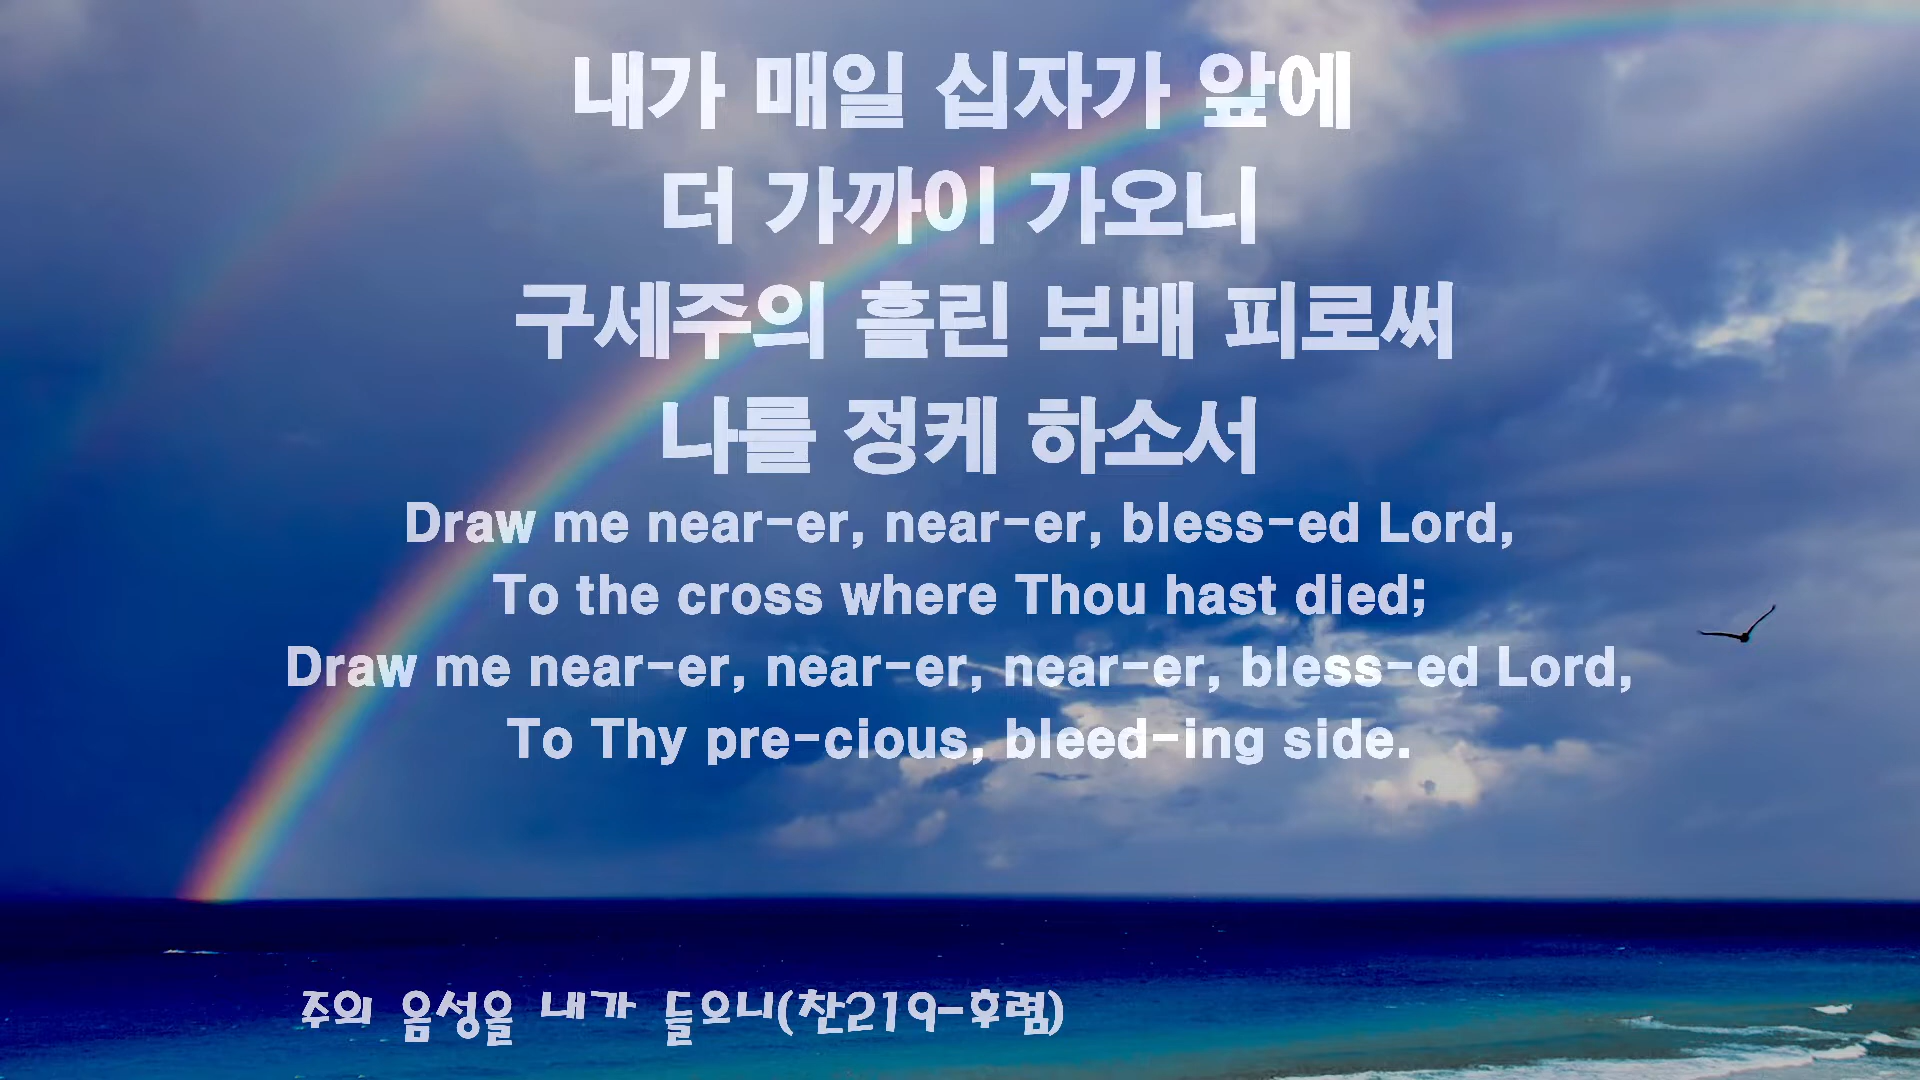 내가 매일 십자가 앞에
더 가까이 가오니
구세주의 흘린 보배 피로써
나를 정케 하소서
Draw me near-er, near-er, bless-ed Lord,
To the cross where Thou hast died;
Draw me near-er, near-er, near-er, bless-ed Lord,
To Thy pre-cious, bleed-ing side.
주의 음성을 내가 들으니(찬219-후렴)